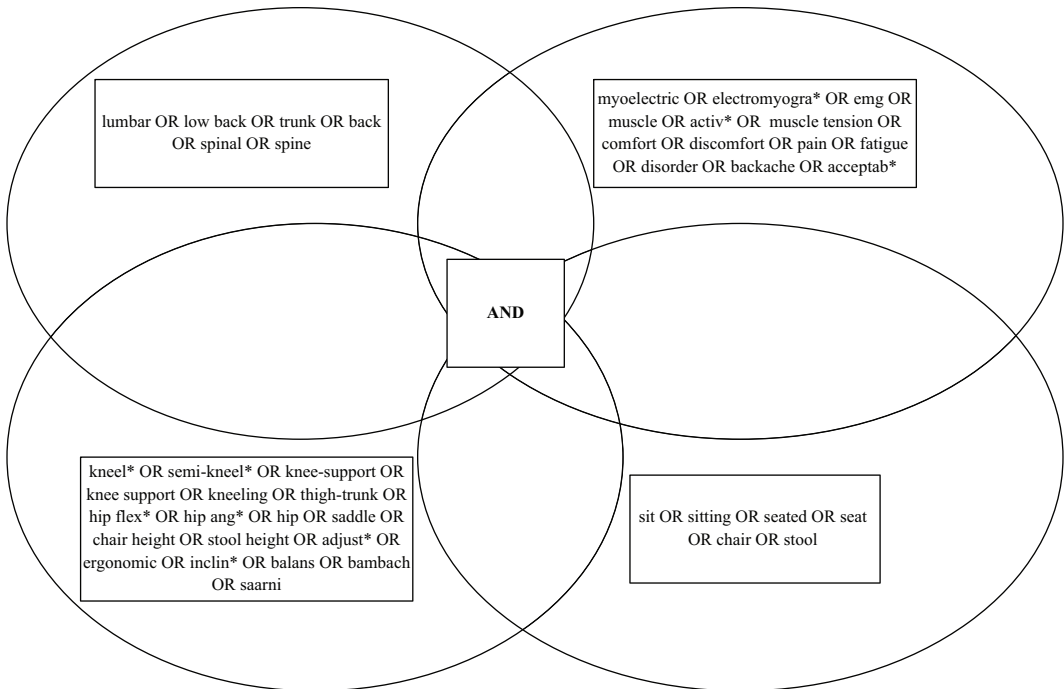 lumbar OR low back OR trunk OR back
OR spinal OR spine
myoelectric OR electromyogra* OR emg OR
muscle OR activ* OR muscle tension OR
comfort OR discomfort OR pain OR fatigue
OR disorder OR backache OR acceptab*
AND
kneel* OR semi-kneel* OR knee-support OR
knee support OR kneeling OR thigh-trunk OR
hip flex* OR hip ang* OR hip OR saddle OR
chair height OR stool height OR adjust* OR
ergonomic OR inclin* OR balans OR bambach
OR saarni
sit OR sitting OR seated OR seat
OR chair OR stool